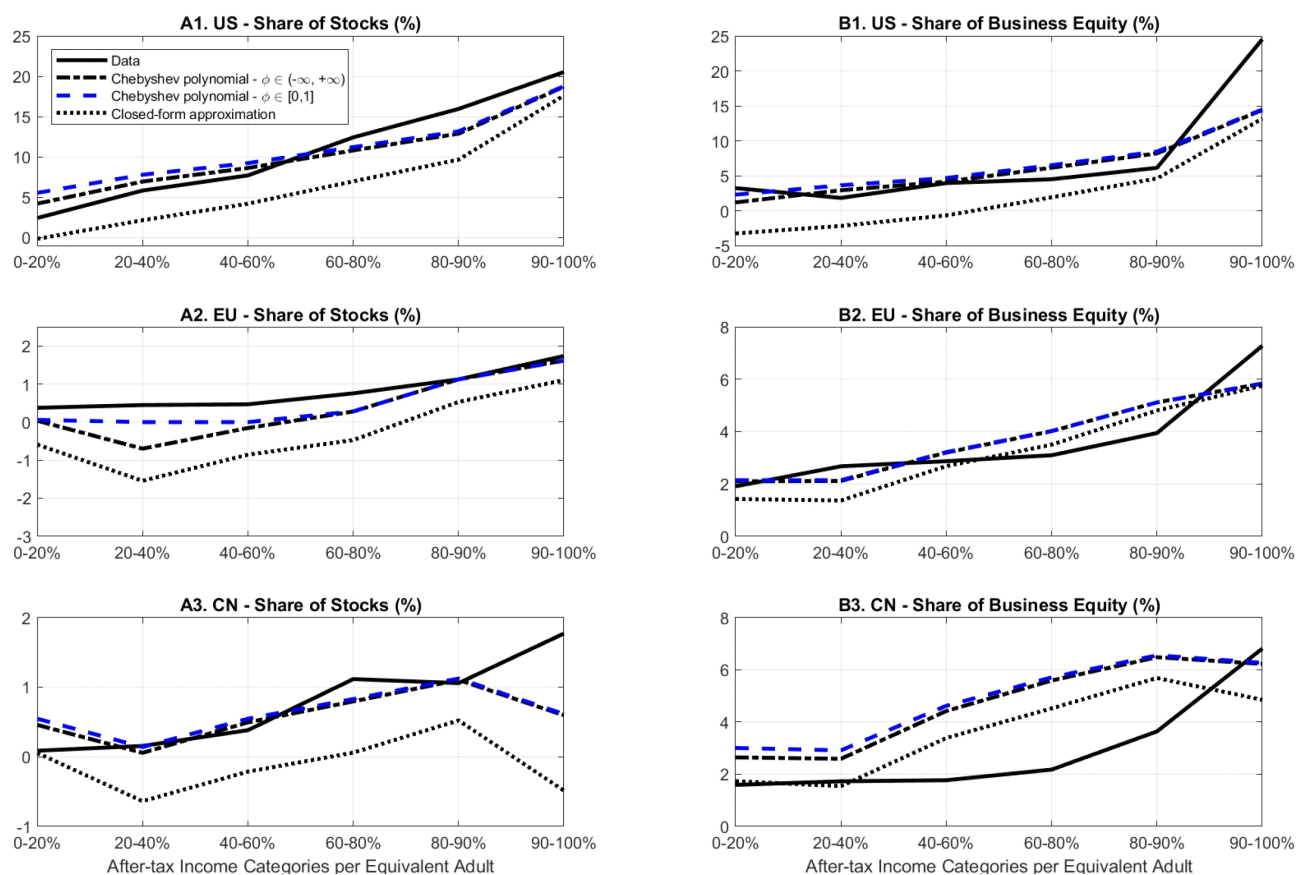 A1. US - Share of Stocks (%)
25
20
15
10
5
0
Data
Chebyshev polynomial - ϕ ∈ (-∞, +∞)
Chebyshev polynomial - ϕ ∈ [0,1]
Closed-form approximation
0-20% 20-40% 40-60% 60-80% 80-90% 90-100%
B1. US - Share of Business Equity (%)
25
20
15
10
5
0
-5
0-20% 20-40% 40-60% 60-80% 80-90% 90-100%
A2. EU - Share of Stocks (%)
2
1
0
-1
-2
-3
0-20% 20-40% 40-60% 60-80% 80-90% 90-100%
B2. EU - Share of Business Equity (%)
8
6
4
2
0
0-20% 20-40% 40-60% 60-80% 80-90% 90-100%
A3. CN - Share of Stocks (%)
2
1
0
-1
0-20% 20-40% 40-60% 60-80% 80-90% 90-100%
After-tax Income Categories per Equivalent Adult
B3. CN - Share of Business Equity (%)
8
6
4
2
0
0-20% 20-40% 40-60% 60-80% 80-90% 90-100%
After-tax Income Categories per Equivalent Adult